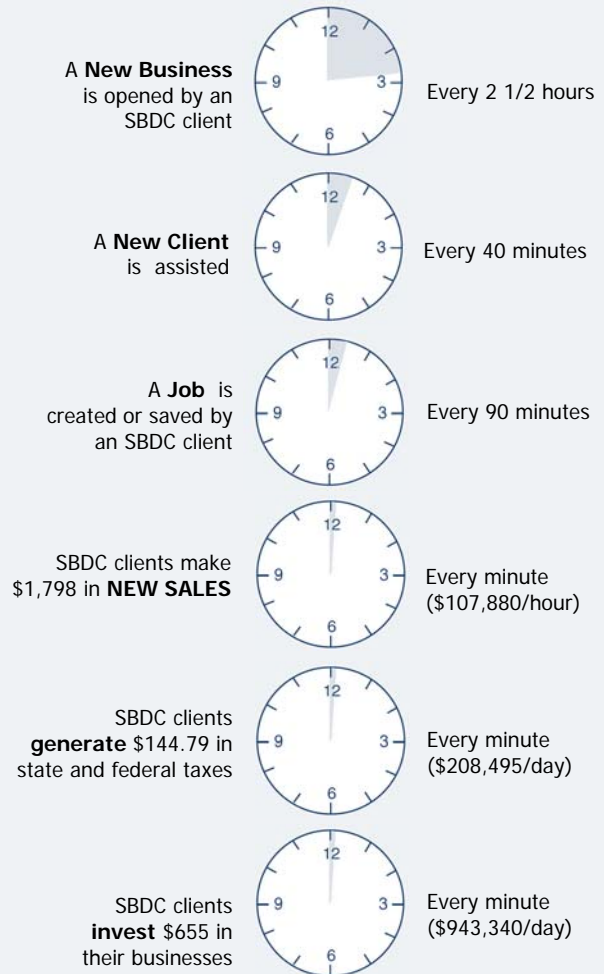 A New Business
is opened by an
SBDC client
12
9
3
6
Every 2 1/2 hours
A New Client
is assisted
12
9
3
6
Every 40 minutes
A Job is
created or saved by
an SBDC client
12
9
3
6
Every 90 minutes
SBDC clients make
$1,798 in NEW SALES
12
9
3
6
Every minute
($107,880/hour)
SBDC clients
generate $144.79 in
state and federal taxes
12
9
3
6
Every minute
($208,495/day)
SBDC clients
invest $655 in
their businesses
12
9
3
6
Every minute
($943,340/day)